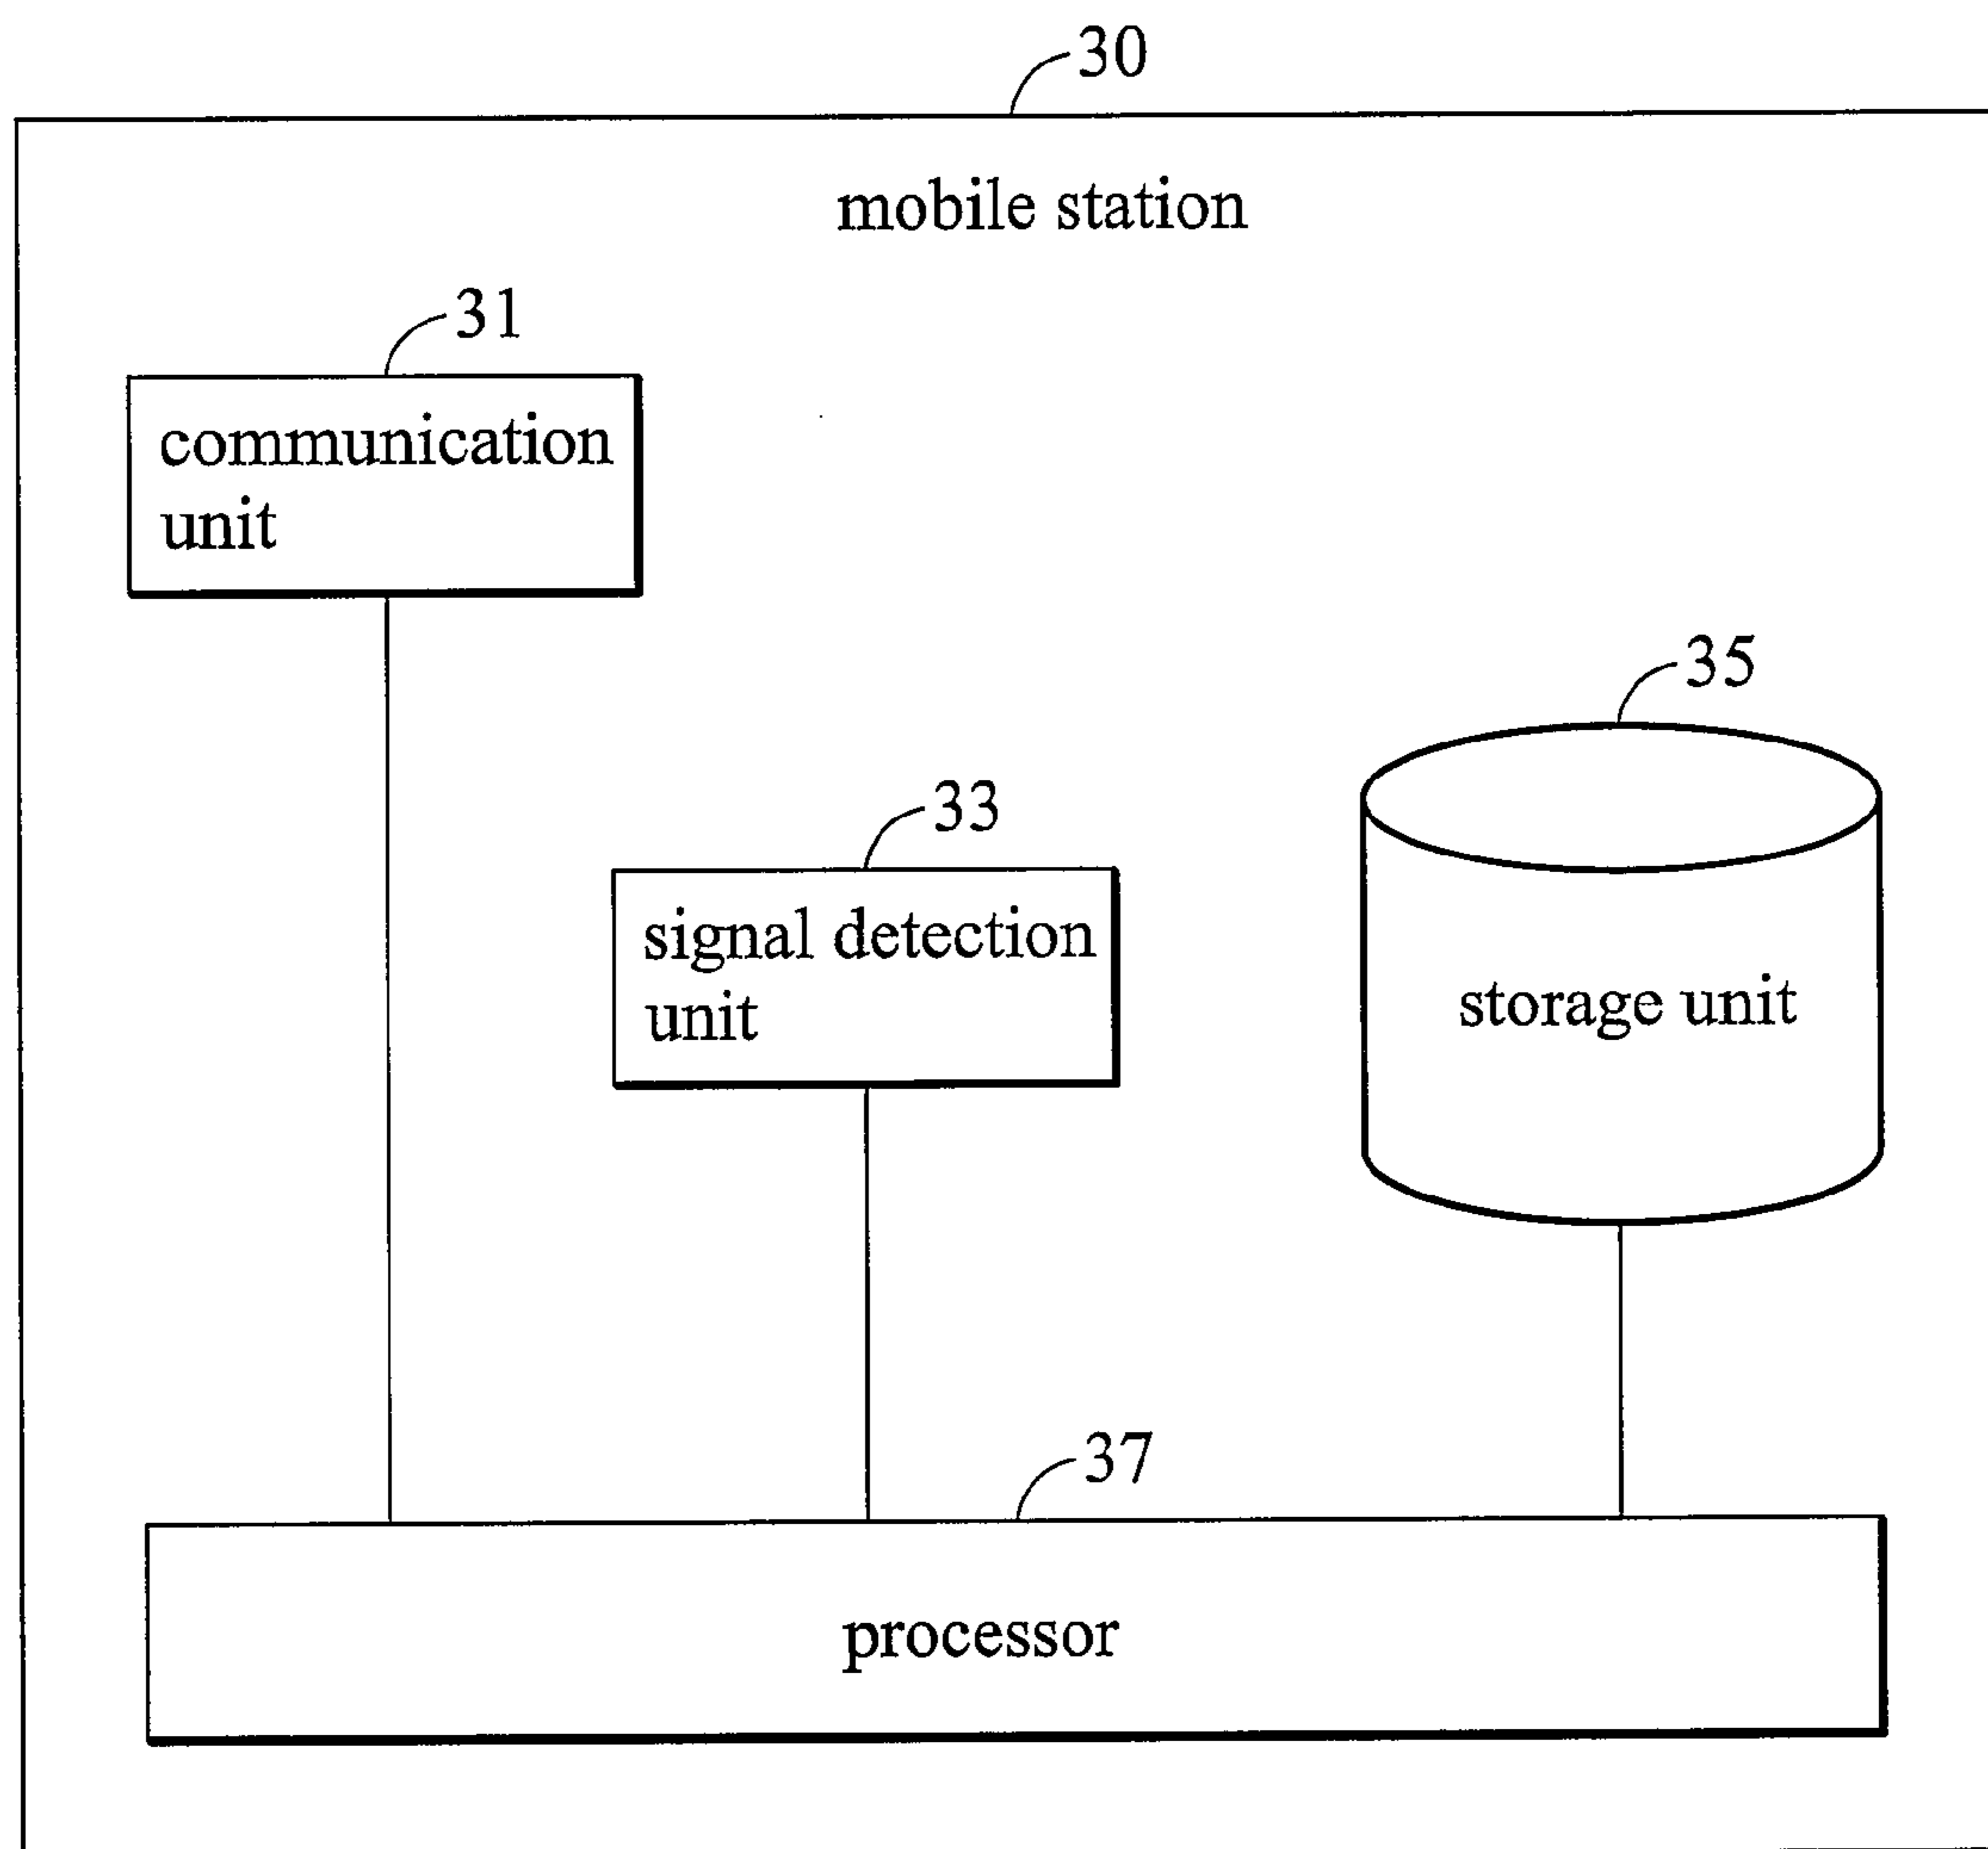 30
mobile station
31
communication
unit
35
33
signal detection
unit
storage unit
37
processor